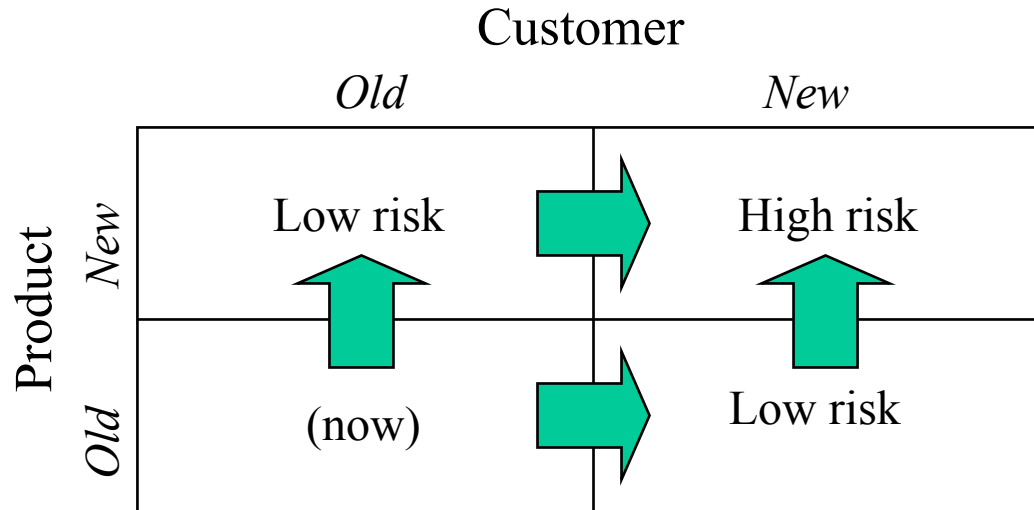 Customer
Old New
Product
New
Low risk High risk
Old
(now) Low risk